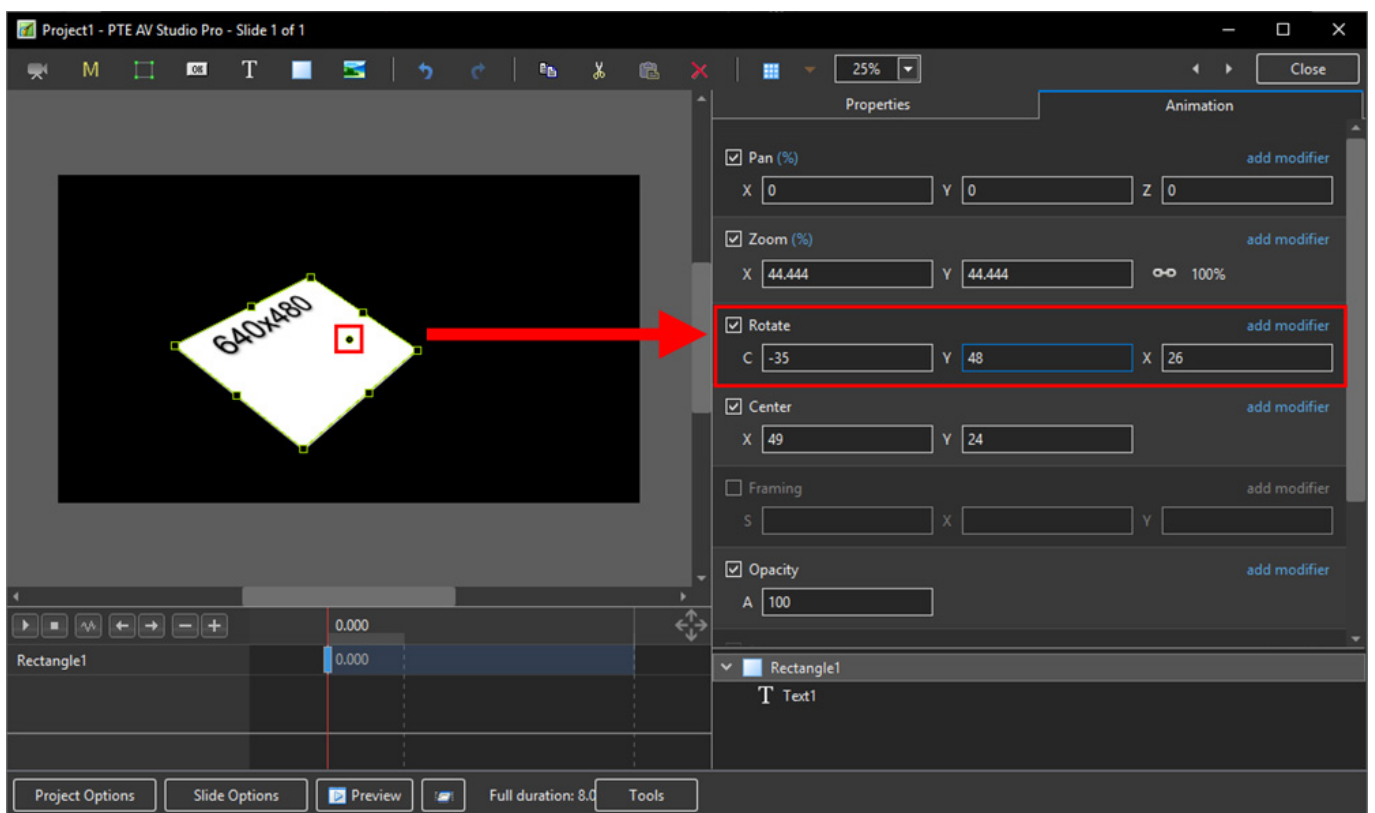 Project1 - PTE AV Studio Pro - Slide 1 of 1
M OK T 25% Close
Properties Animation
Pan (%) add modifier
X 0 Y 0 Z 0
Zoom (%) add modifier
X 44.444 Y 44.444 100%
640x480
Rotate add modifier
C -35 Y 48 X 26
Center add modifier
X 49 Y 24
Framing add modifier
S X Y
Opacity add modifier
A 100
0.000
Rectangle1 0.000
Rectangle1
T Text1
Project Options Slide Options Preview Full duration: 8.0 Tools